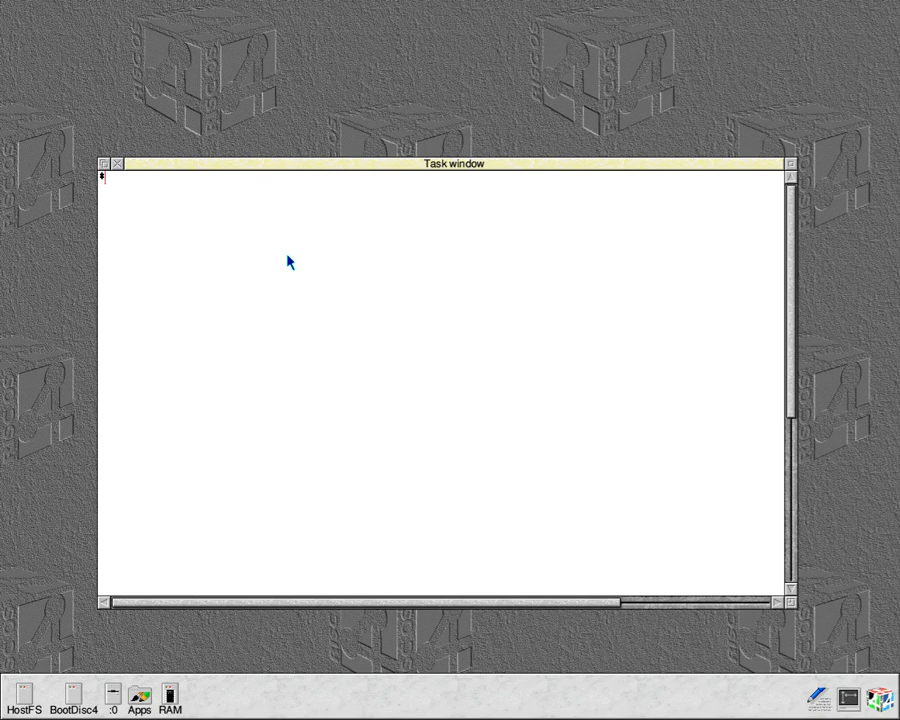 Task window
*
HostFS
BootDisc4
:0
Apps
RAM